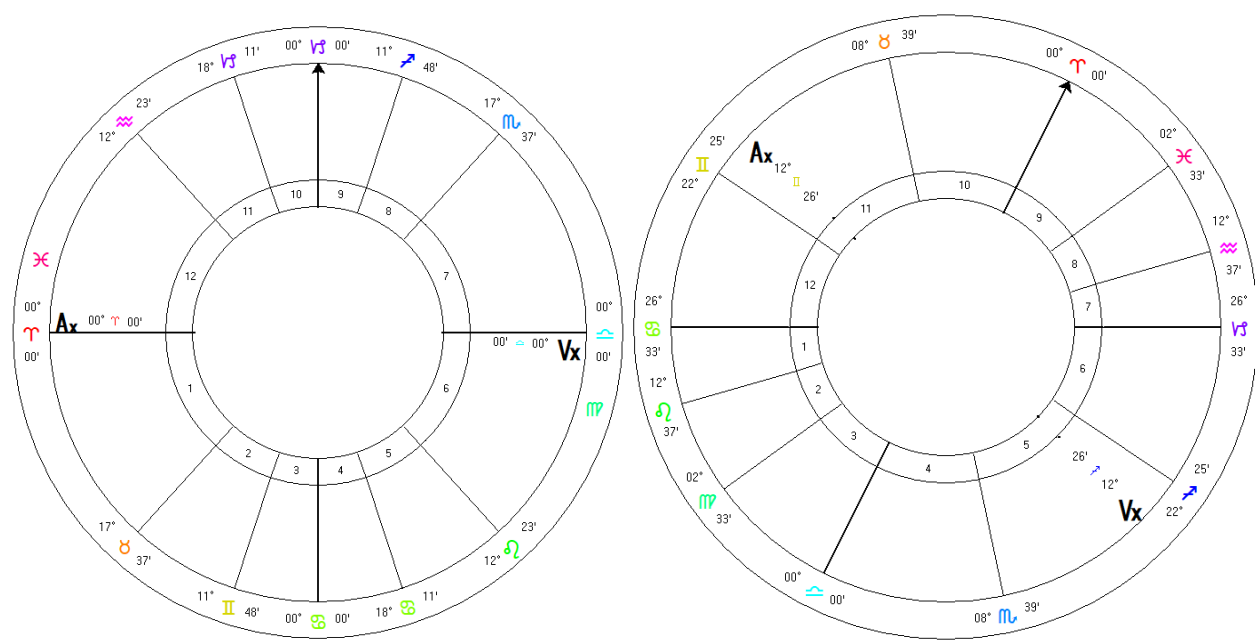 00° ♑ 00'
11° ♐ 48'
17° ♏ 37'
00° ♎ 00'
♍
23' ♌ 12°
11' ♋ 18°
00° ♋ 00'
11° ♊ 48'
17° ♉ 37'
00° ♈ 00'
♓
23' ♒ 12°
11' ♑ 18°
Ax 00° ♈ 00'
00' ♎ 00° Vx
1 2 3 4 5 6 7 8 9 10 11 12
00° ♈ 00'
02° ♓ 33'
12° ♒ 37'
26° ♑ 33'
25' ♐ 22°
08° ♏ 39'
00° ♎ 00'
02° ♍ 33'
12° ♌ 37'
26° ♋ 33'
25' ♊ 22°
08° ♉ 39'
Ax 12° ♊ 26'
26' ♐ 12° Vx
1 2 3 4 5 6 7 8 9 10 11 12